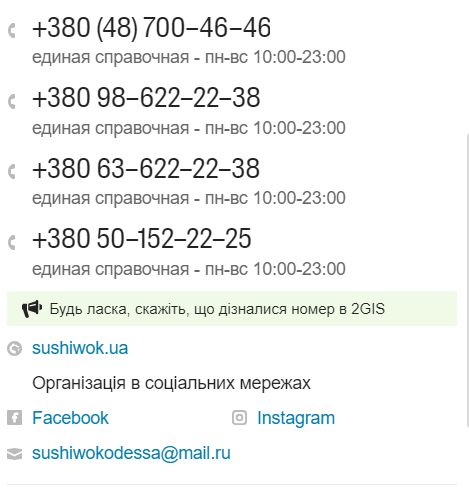 +380 (48) 700–46–46
единая справочная - пн-вс 10:00-23:00
+380 98–622–22–38
единая справочная - пн-вс 10:00-23:00
+380 63–622–22–38
единая справочная - пн-вс 10:00-23:00
+380 50–152–22–25
единая справочная - пн-вс 10:00-23:00
Будь ласка, скажіть, що дізналися номер в 2GIS
sushiwok.ua
Організація в соціальних мережах
Facebook Instagram
sushiwokodessa@mail.ru